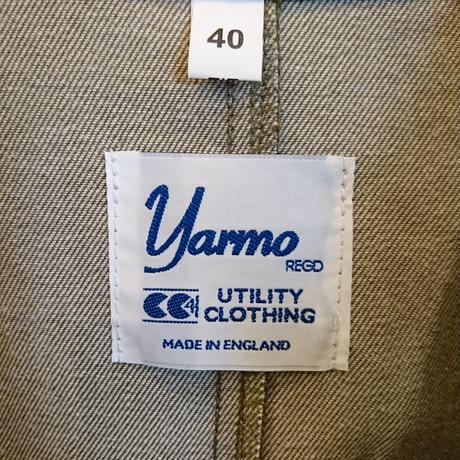 40
Yarmo
REGD
CC41 UTILITY
CLOTHING
MADE IN ENGLAND